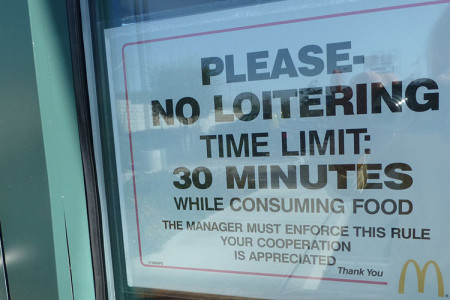 PLEASE-
NO LOITERING
TIME LIMIT:
30 MINUTES
WHILE CONSUMING FOOD
THE MANAGER MUST ENFORCE THIS RULE
YOUR COOPERATION
IS APPRECIATED
Thank You